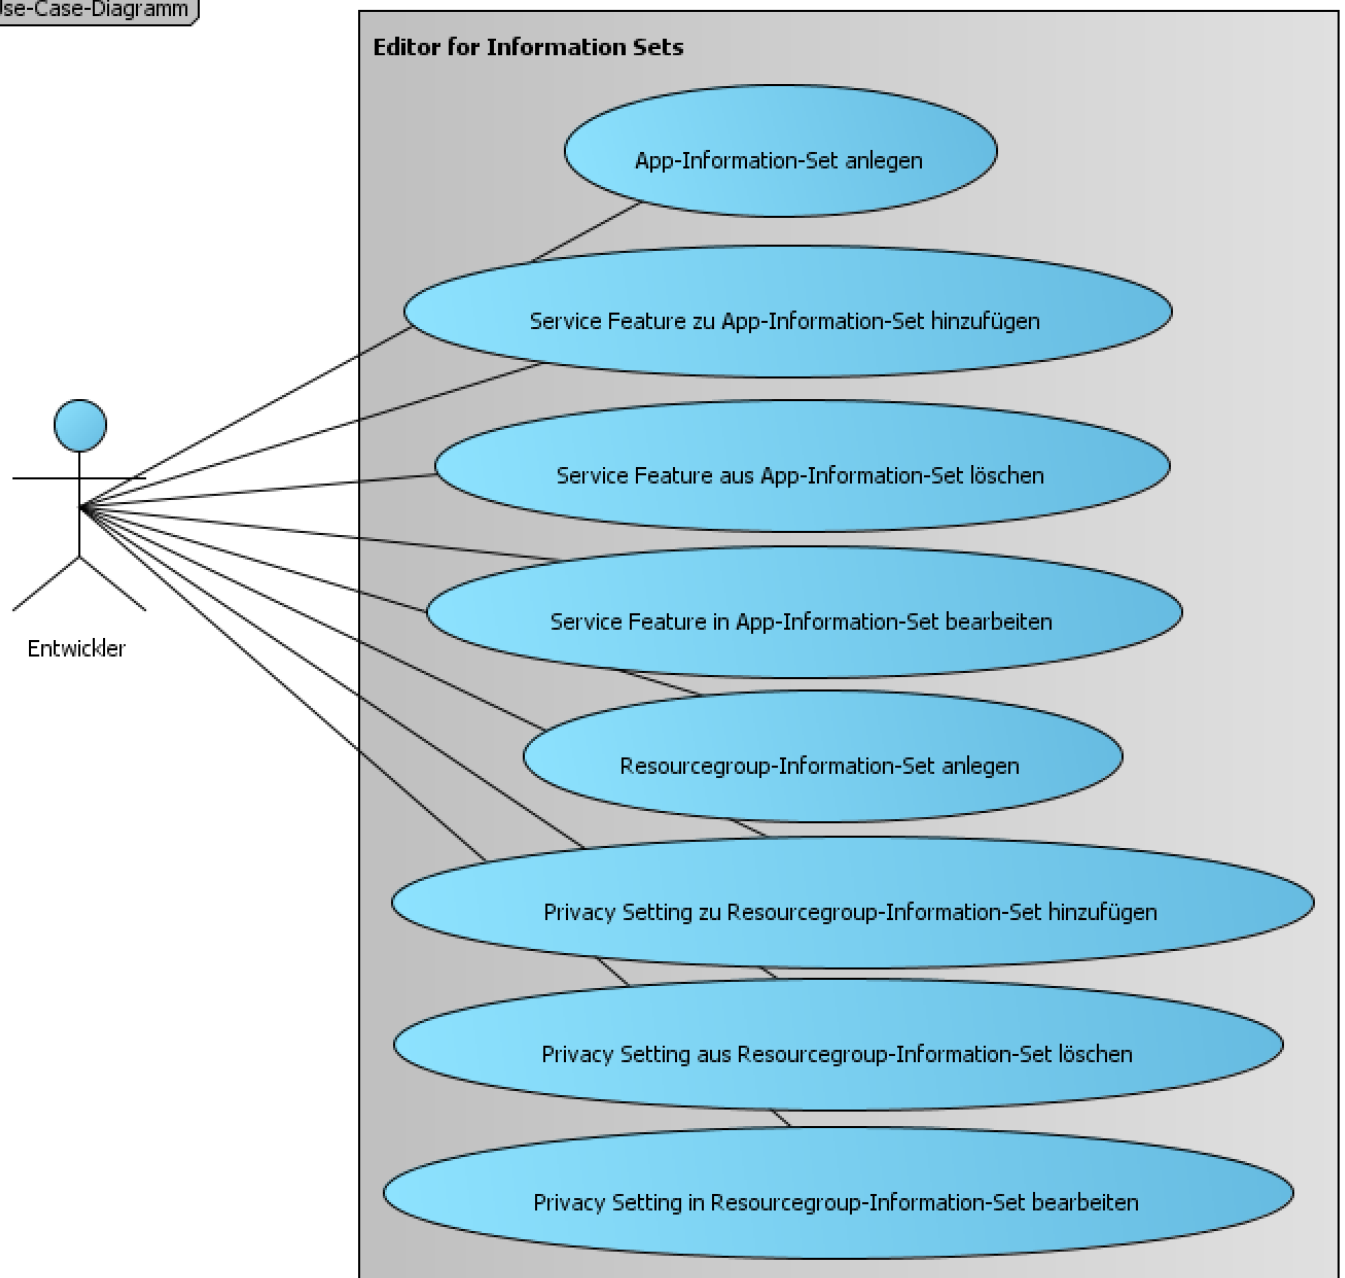 Use-Case-Diagramm
Editor for Information Sets
App-Information-Set anlegen
Service Feature zu App-Information-Set hinzufügen
Service Feature aus App-Information-Set löschen
Service Feature in App-Information-Set bearbeiten
Entwickler
Resourcegroup-Information-Set anlegen
Privacy Setting zu Resourcegroup-Information-Set hinzufügen
Privacy Setting aus Resourcegroup-Information-Set löschen
Privacy Setting in Resourcegroup-Information-Set bearbeiten